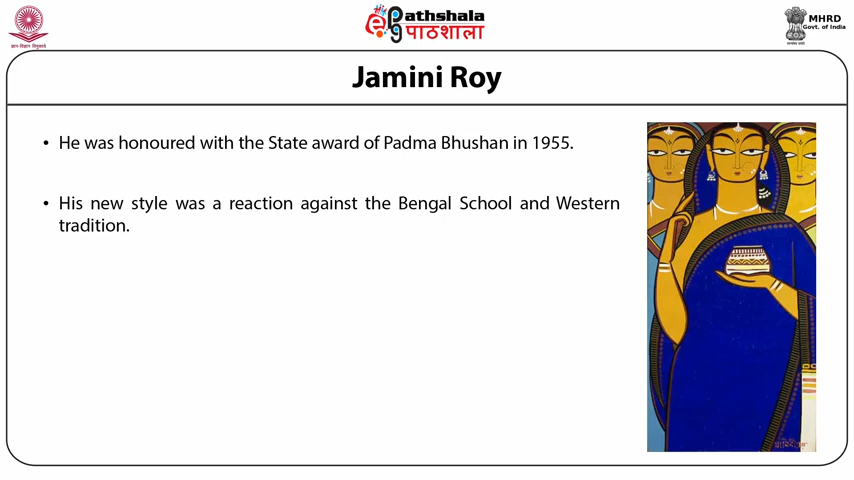 ज्ञान-विज्ञान विमुक्तये
Pathshala
पाठशाला
MHRD
Govt. of India
Jamini Roy
• He was honoured with the State award of Padma Bhushan in 1955.
• His new style was a reaction against the Bengal School and Western
tradition.